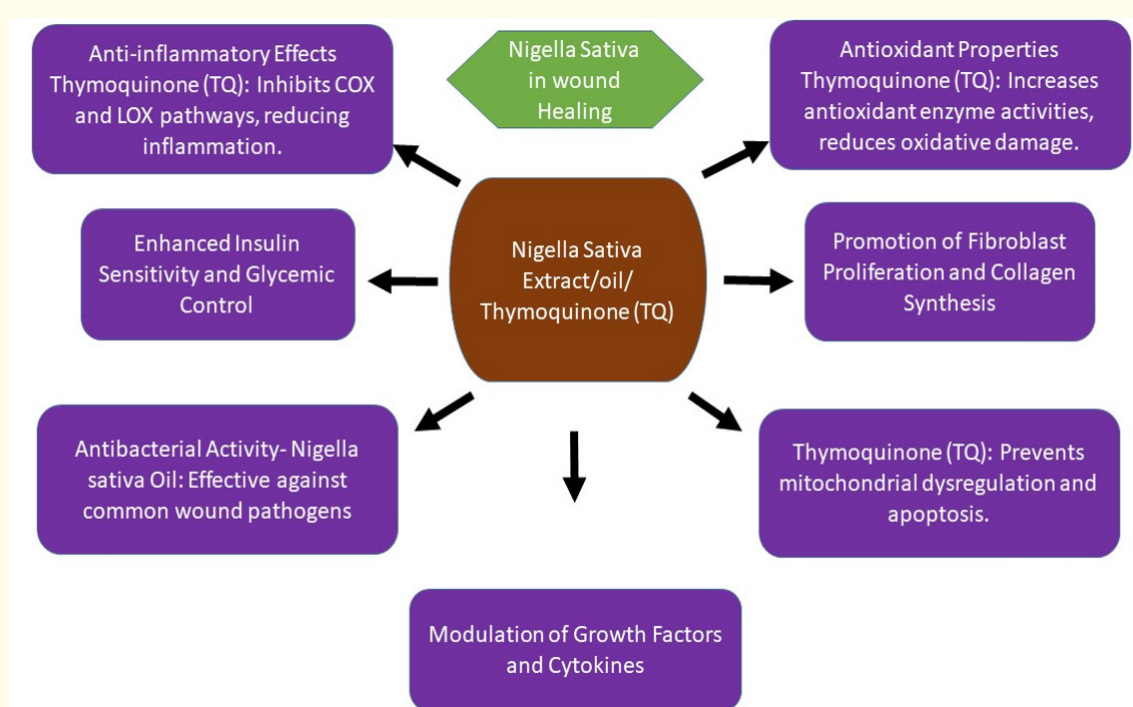 Anti-inflammatory Effects
Thymoquinone (TQ): Inhibits COX
and LOX pathways, reducing
inflammation.
Nigella Sativa
in wound
Healing
Antioxidant Properties
Thymoquinone (TQ): Increases
antioxidant enzyme activities,
reduces oxidative damage.
Enhanced Insulin
Sensitivity and Glycemic
Control
Nigella Sativa
Extract/oil/
Thymoquinone (TQ)
Promotion of Fibroblast
Proliferation and Collagen
Synthesis
Antibacterial Activity- Nigella
sativa Oil: Effective against
common wound pathogens
Thymoquinone (TQ): Prevents
mitochondrial dysregulation and
apoptosis.
Modulation of Growth Factors
and Cytokines